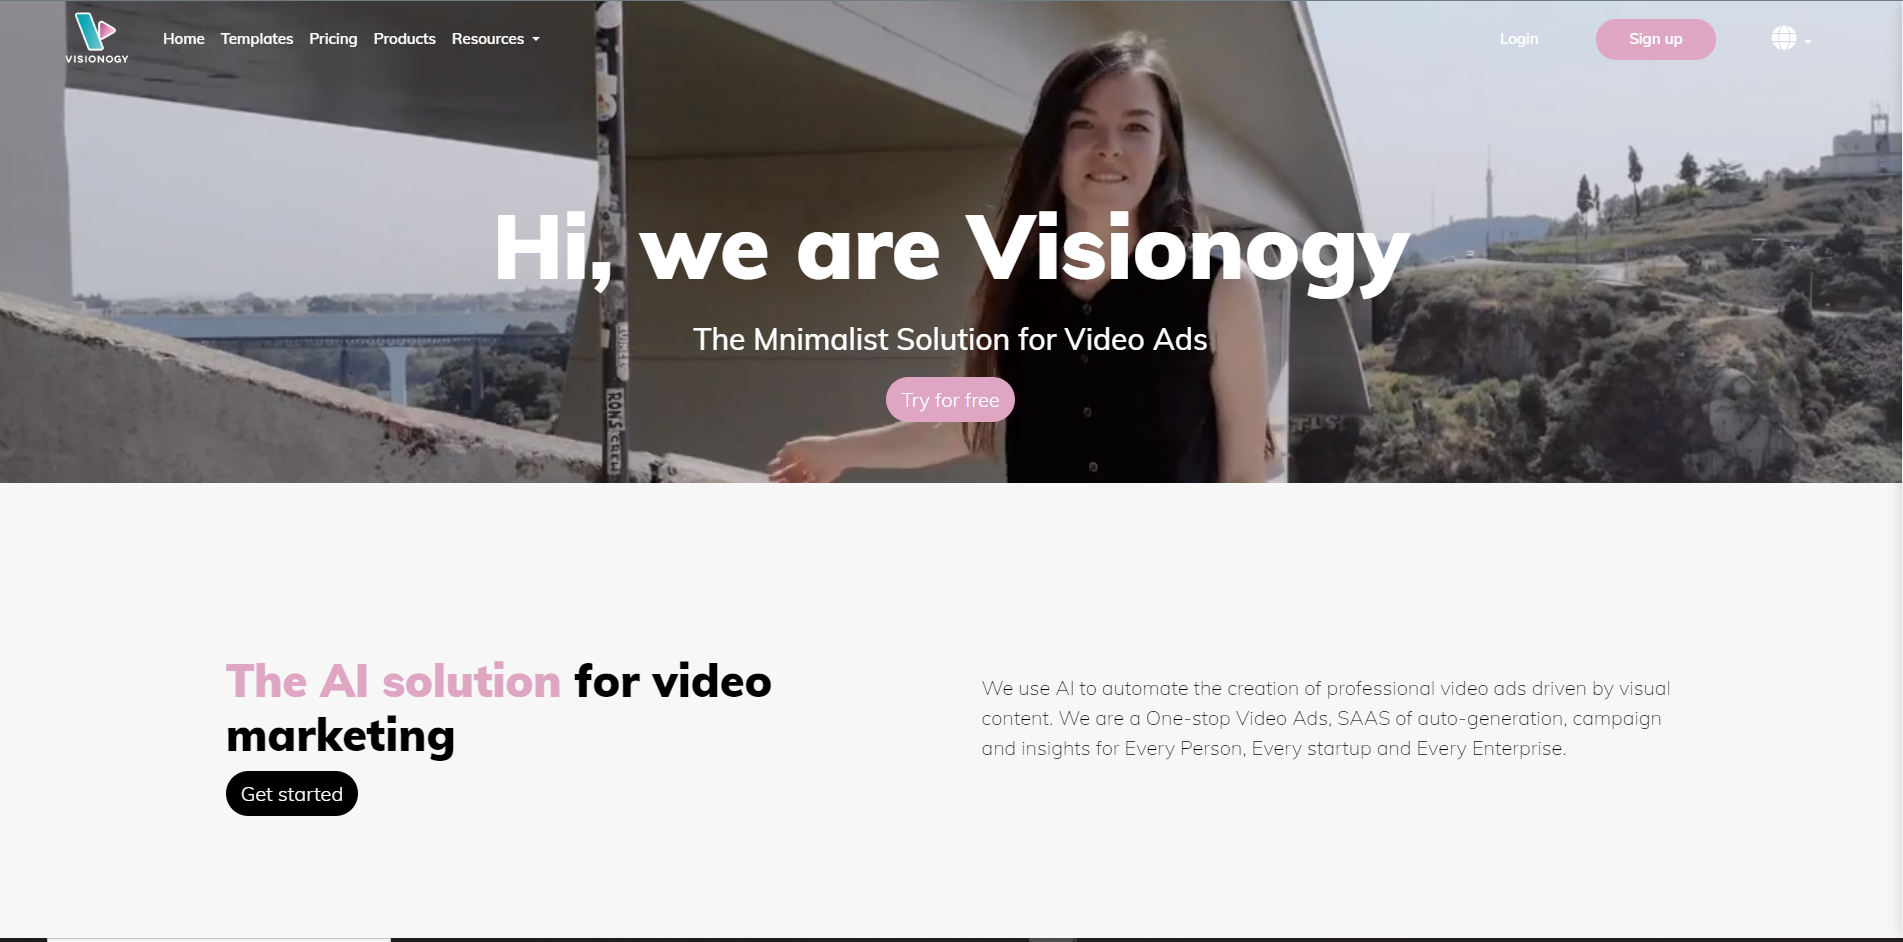 VISIONOGY
Home Templates Pricing Products Resources Login Sign up
Hi, we are Visionogy
The Mnimalist Solution for Video Ads
Try for free
RONS CREW
The AI solution for video
marketing
Get started
We use AI to automate the creation of professional video ads driven by visual
content. We are a One-stop Video Ads, SAAS of auto-generation, campaign
and insights for Every Person, Every startup and Every Enterprise.